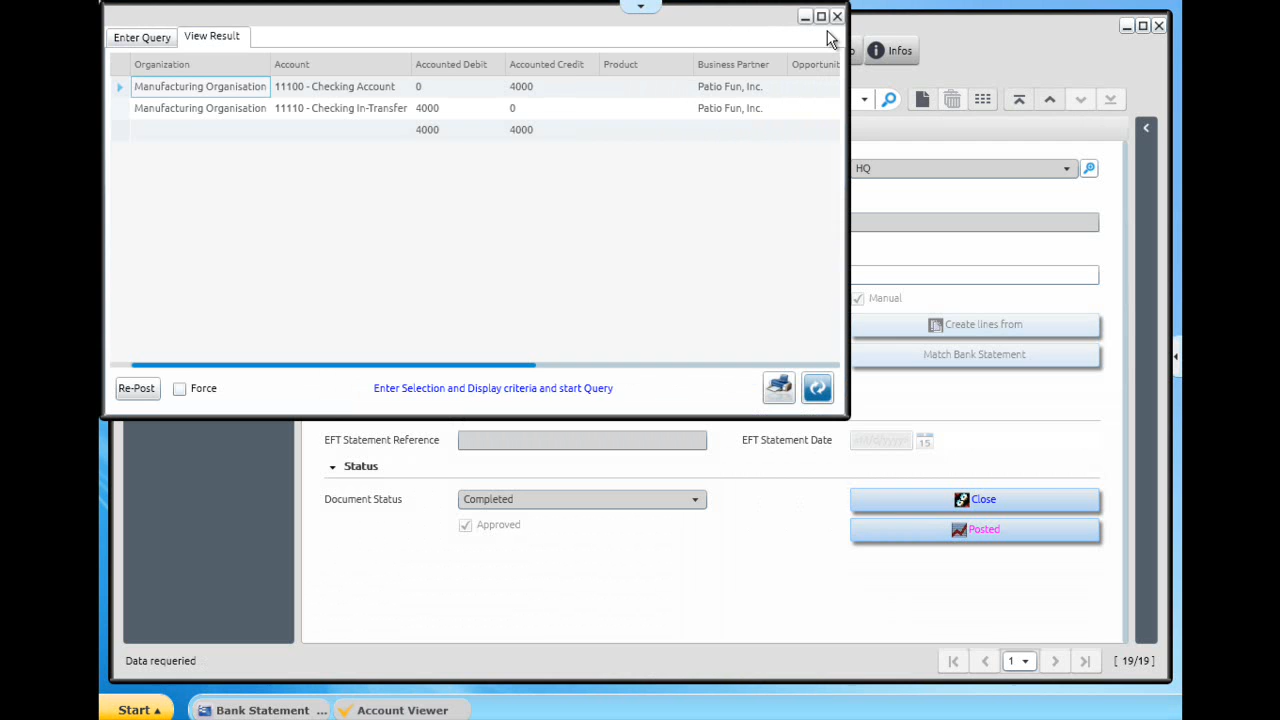 Enter Query View Result
Organization Account Accounted Debit Accounted Credit Product Business Partner Opportunit
Manufacturing Organisation 11100 - Checking Account 0 4000 Patio Fun, Inc.
Manufacturing Organisation 11110 - Checking In-Transfer 4000 0 Patio Fun, Inc.
4000 4000
Re-Post Force Enter Selection and Display criteria and start Query
Infos
HQ
Manual
Create lines from
Match Bank Statement
EFT Statement Reference EFT Statement Date M/d/yyyy 15
Status
Document Status Completed Close
Approved Posted
Data requeried 1 [ 19/19 ]
Start Bank Statement ... Account Viewer